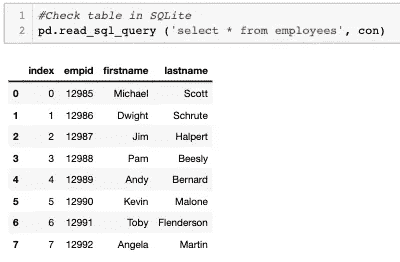 1 #Check table in SQLite
2 pd.read_sql_query ('select * from employees', con)
index empid firstname lastname
0 0 12985 Michael Scott
1 1 12986 Dwight Schrute
2 2 12987 Jim Halpert
3 3 12988 Pam Beesly
4 4 12989 Andy Bernard
5 5 12990 Kevin Malone
6 6 12991 Toby Flenderson
7 7 12992 Angela Martin